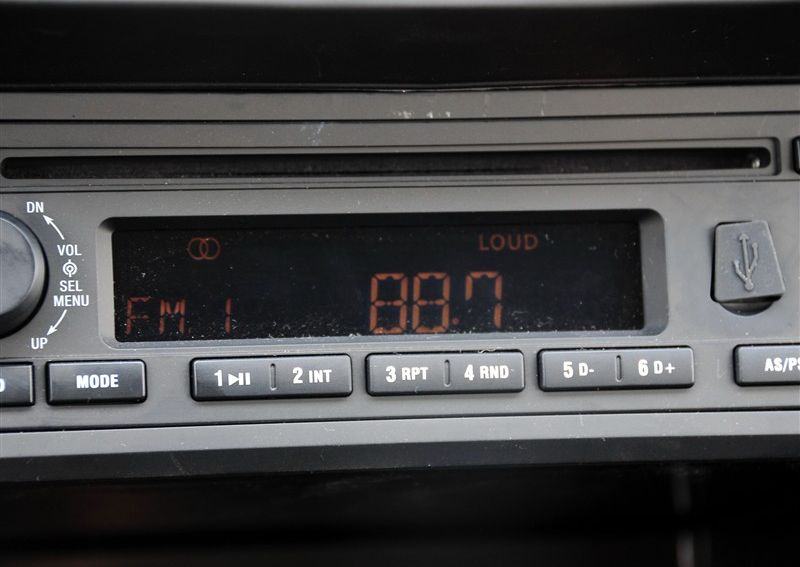 DN
VOL
SEL
MENU
UP
LOUD
FM 1 88.7
MODE
1 2 INT
3 RPT 4 RND
5 D- 6 D+